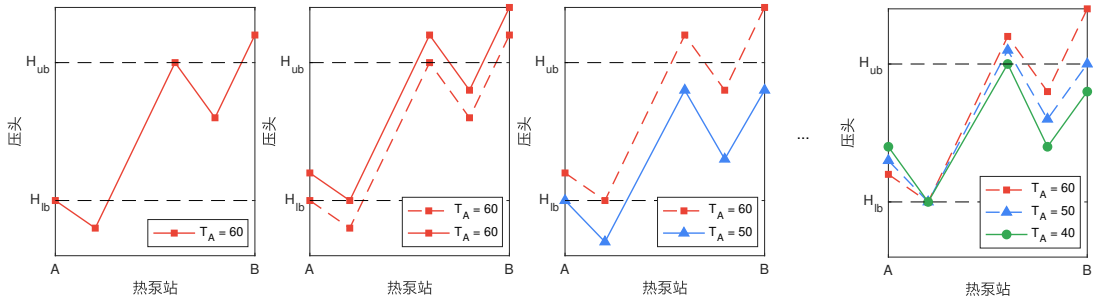 H_ub
H_lb
压头
A
B
热泵站
T_A = 60
H_ub
H_lb
压头
A
B
热泵站
T_A = 60
T_A = 60
H_ub
H_lb
压头
A
B
热泵站
T_A = 60
T_A = 50
...
H_ub
H_lb
压头
A
B
热泵站
T_A = 60
T_A = 50
T_A = 40